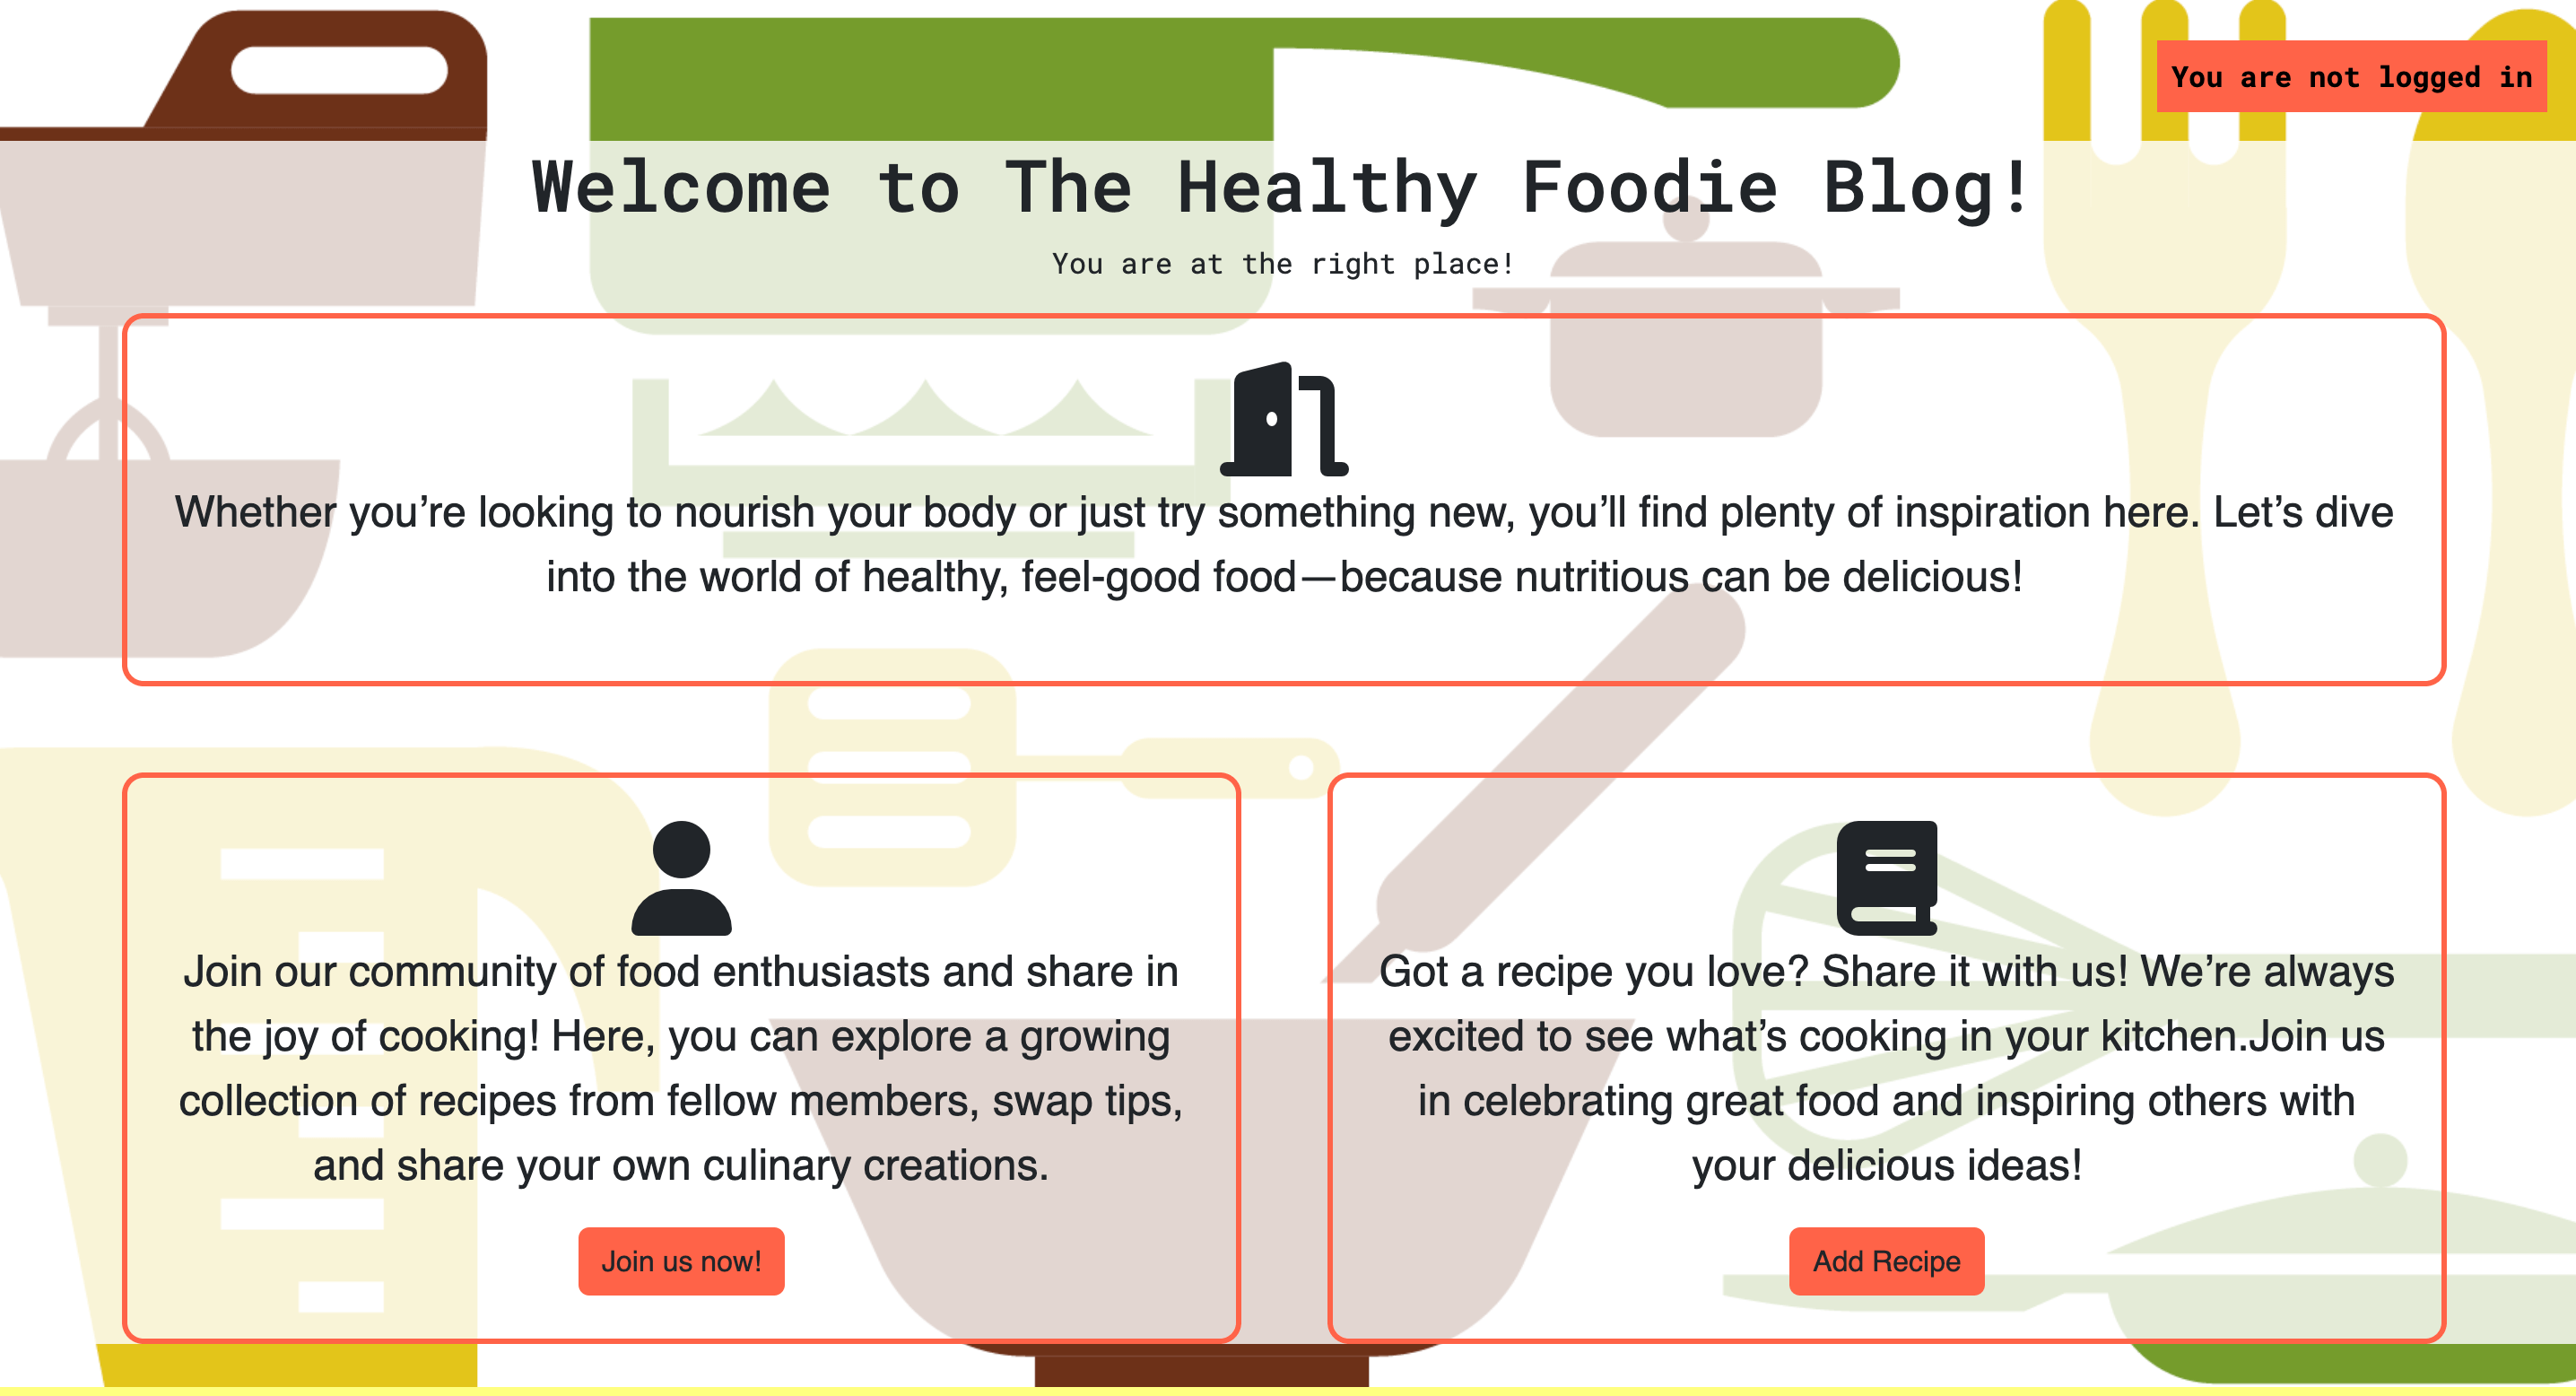 You are not logged in
Welcome to The Healthy Foodie Blog!
You are at the right place!
Whether you’re looking to nourish your body or just try something new, you’ll find plenty of inspiration here. Let’s dive
into the world of healthy, feel-good food—because nutritious can be delicious!
Join our community of food enthusiasts and share in
the joy of cooking! Here, you can explore a growing
collection of recipes from fellow members, swap tips,
and share your own culinary creations.
Join us now!
Got a recipe you love? Share it with us! We’re always
excited to see what’s cooking in your kitchen.Join us
in celebrating great food and inspiring others with
your delicious ideas!
Add Recipe